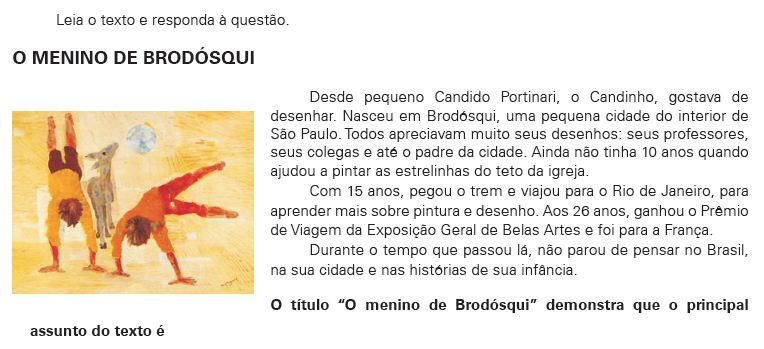 Leia o texto e responda à questão.
O MENINO DE BRODÓSQUI
Desde pequeno Candido Portinari, o Candinho, gostava de
desenhar. Nasceu em Brodósqui, uma pequena cidade do interior de
São Paulo. Todos apreciavam muito seus desenhos: seus professores,
seus colegas e até o padre da cidade. Ainda não tinha 10 anos quando
ajudou a pintar as estrelinhas do teto da igreja.
Com 15 anos, pegou o trem e viajou para o Rio de Janeiro, para
aprender mais sobre pintura e desenho. Aos 26 anos, ganhou o Prêmio
de Viagem da Exposição Geral de Belas Artes e foi para a França.
Durante o tempo que passou lá, não parou de pensar no Brasil,
na sua cidade e nas histórias de sua infância.
O título “O menino de Brodósqui” demonstra que o principal
assunto do texto é